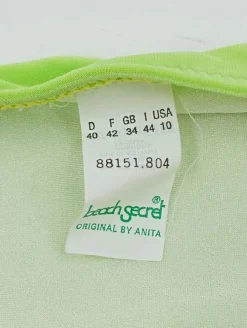 D F GB I USA
40 42 34 44 10
88151.804
beach secret ®
ORIGINAL BY ANITA